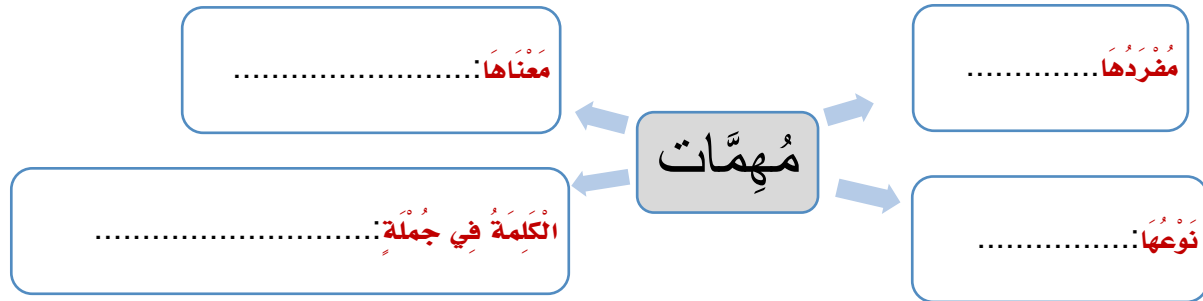 مُفْرَدُهَا..............
مَعْنَاهَا:.........................
مُهِمَّات
نَوْعُهَا:................
الْكَلِمَةُ فِي جُمْلَةٍ:.............................